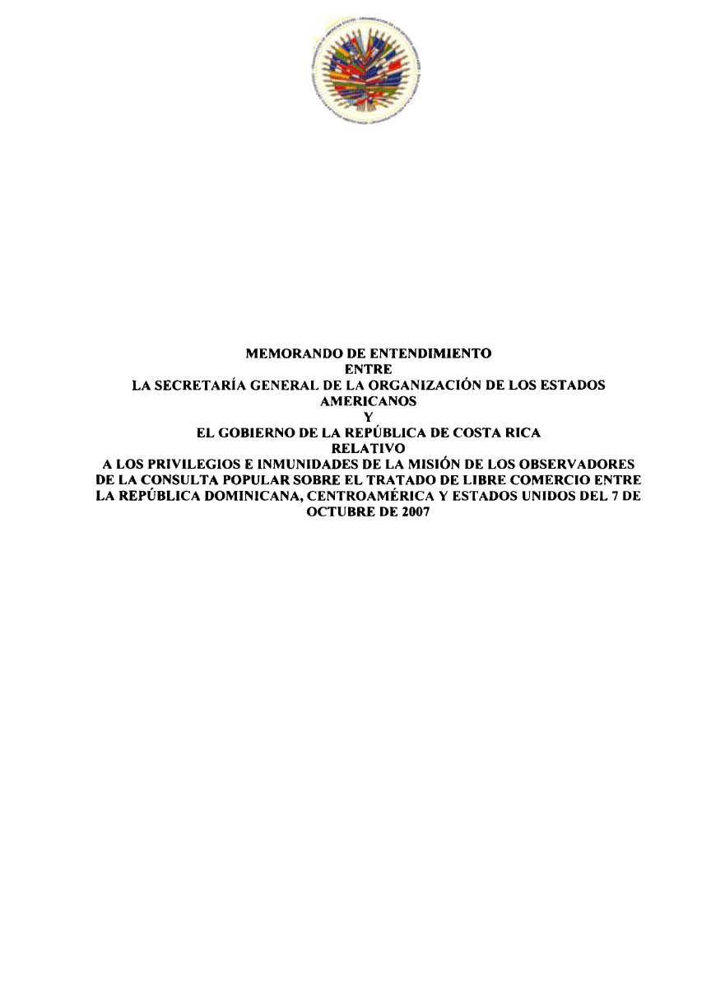 MEMORANDO DE ENTENDIMIENTO
ENTRE
LA SECRETARÍA GENERAL DE LA ORGANIZACIÓN DE LOS ESTADOS
AMERICANOS
Y
EL GOBIERNO DE LA REPÚBLICA DE COSTA RICA
RELATIVO
A LOS PRIVILEGIOS E INMUNIDADES DE LA MISIÓN DE LOS OBSERVADORES
DE LA CONSULTA POPULAR SOBRE EL TRATADO DE LIBRE COMERCIO ENTRE
LA REPÚBLICA DOMINICANA, CENTROAMÉRICA Y ESTADOS UNIDOS DEL 7 DE
OCTUBRE DE 2007